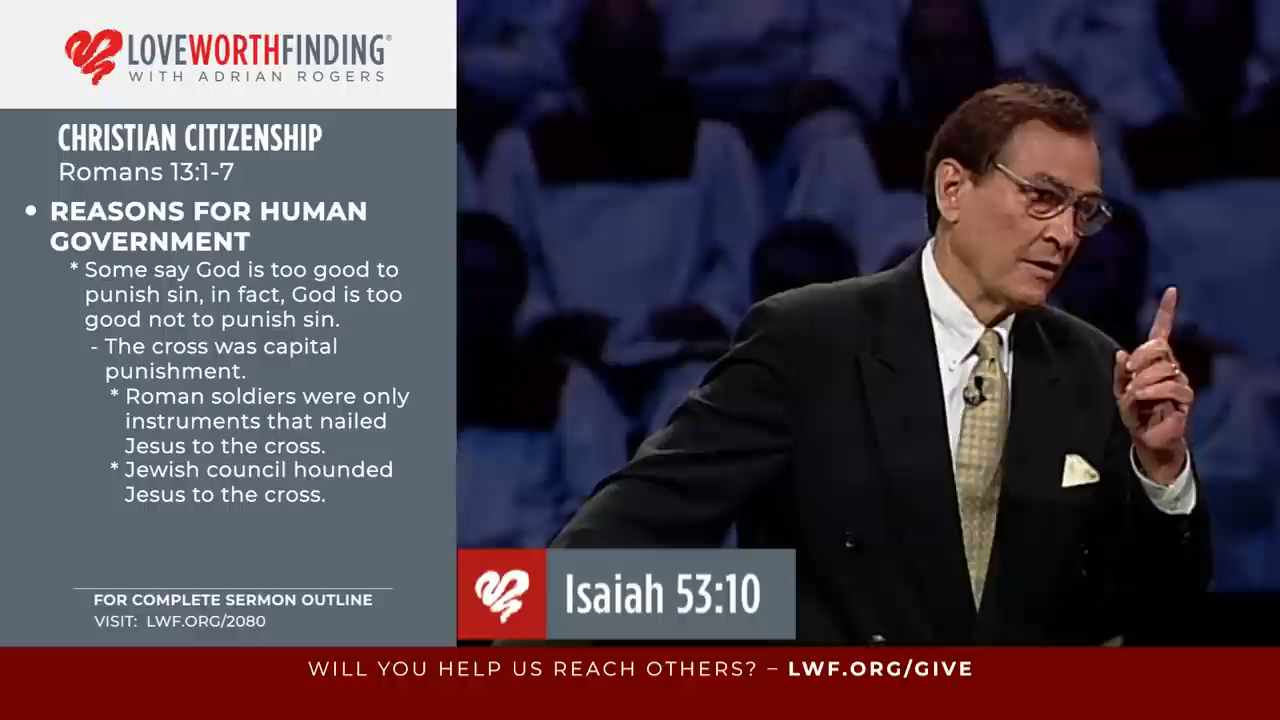 LOVEWORTHFINDING®
WITH ADRIAN ROGERS
CHRISTIAN CITIZENSHIP
Romans 13:1-7
• REASONS FOR HUMAN
GOVERNMENT
* Some say God is too good to
punish sin, in fact, God is too
good not to punish sin.
- The cross was capital
punishment.
* Roman soldiers were only
instruments that nailed
Jesus to the cross.
* Jewish council hounded
Jesus to the cross.
FOR COMPLETE SERMON OUTLINE
VISIT: LWF.ORG/2080
Isaiah 53:10
WILL YOU HELP US REACH OTHERS? – LWF.ORG/GIVE